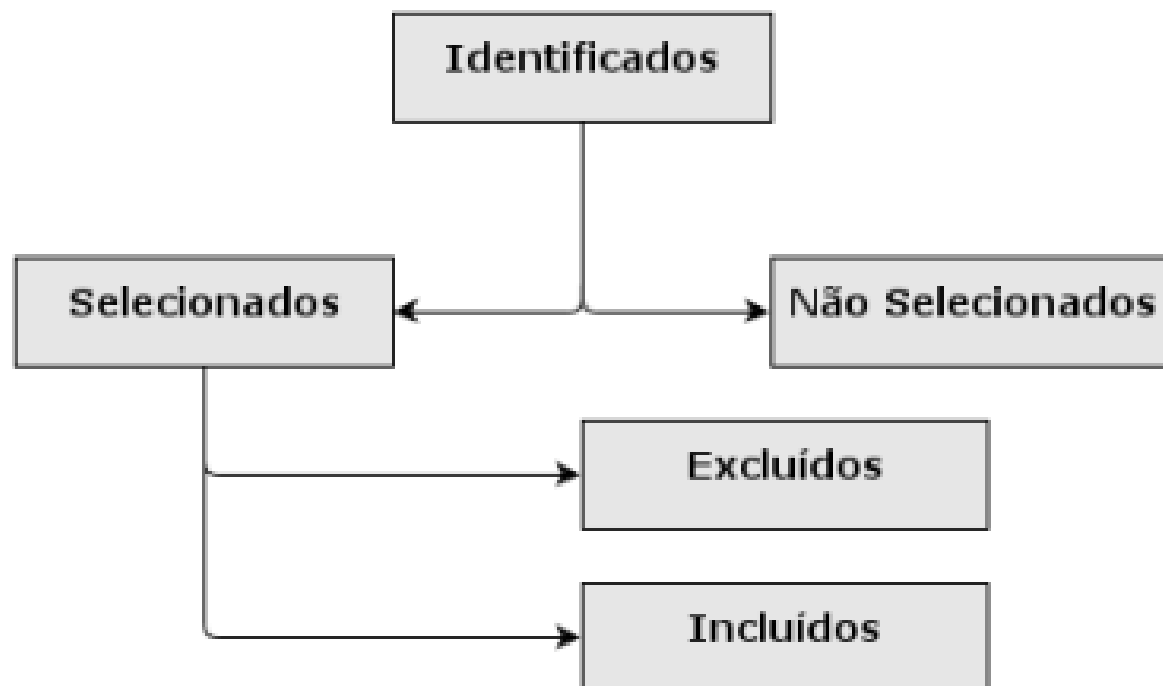 Identificados
Selecionados
Não Selecionados
Excluídos
Incluídos